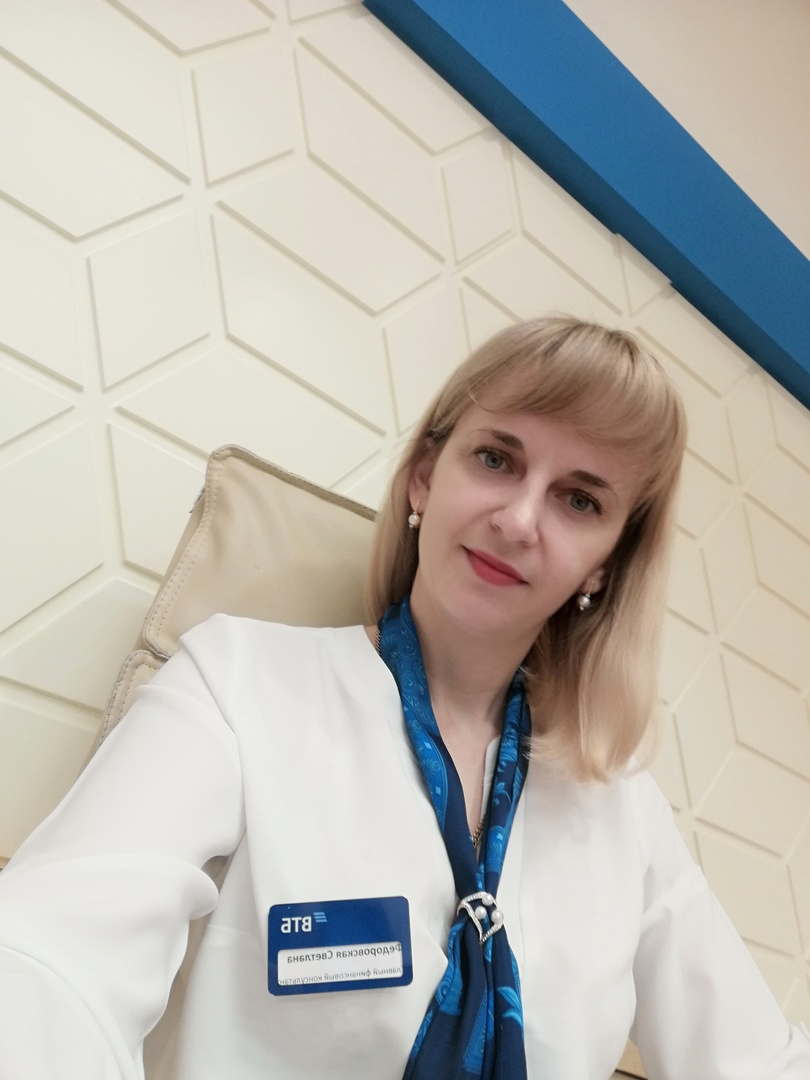 ВТБ
Федоровская Светлана
лавный финансовый консультан